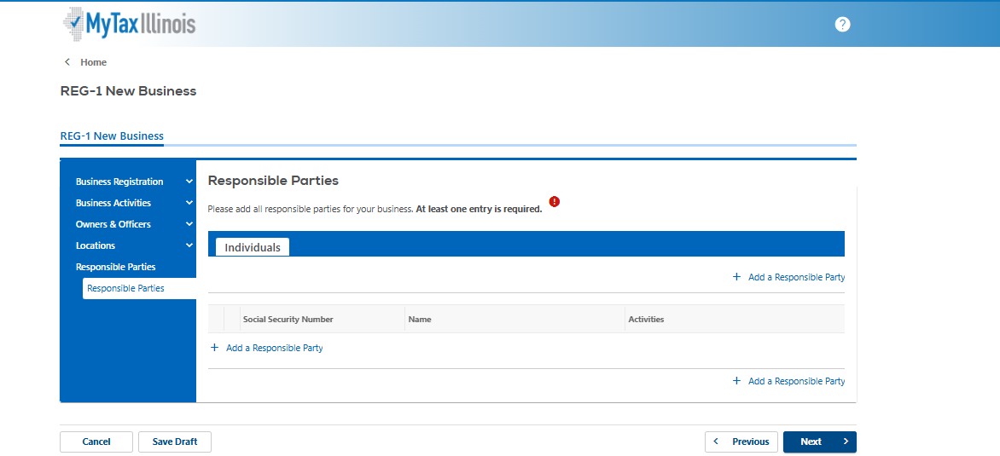 MyTax Illinois
?
Home
REG-1 New Business
REG-1 New Business
Business Registration
Business Activities
Owners & Officers
Locations
Responsible Parties
Responsible Parties
Responsible Parties
Please add all responsible parties for your business. At least one entry is required.
!
Individuals
+ Add a Responsible Party
Social Security Number Name Activities
+ Add a Responsible Party
+ Add a Responsible Party
Cancel Save Draft < Previous Next >